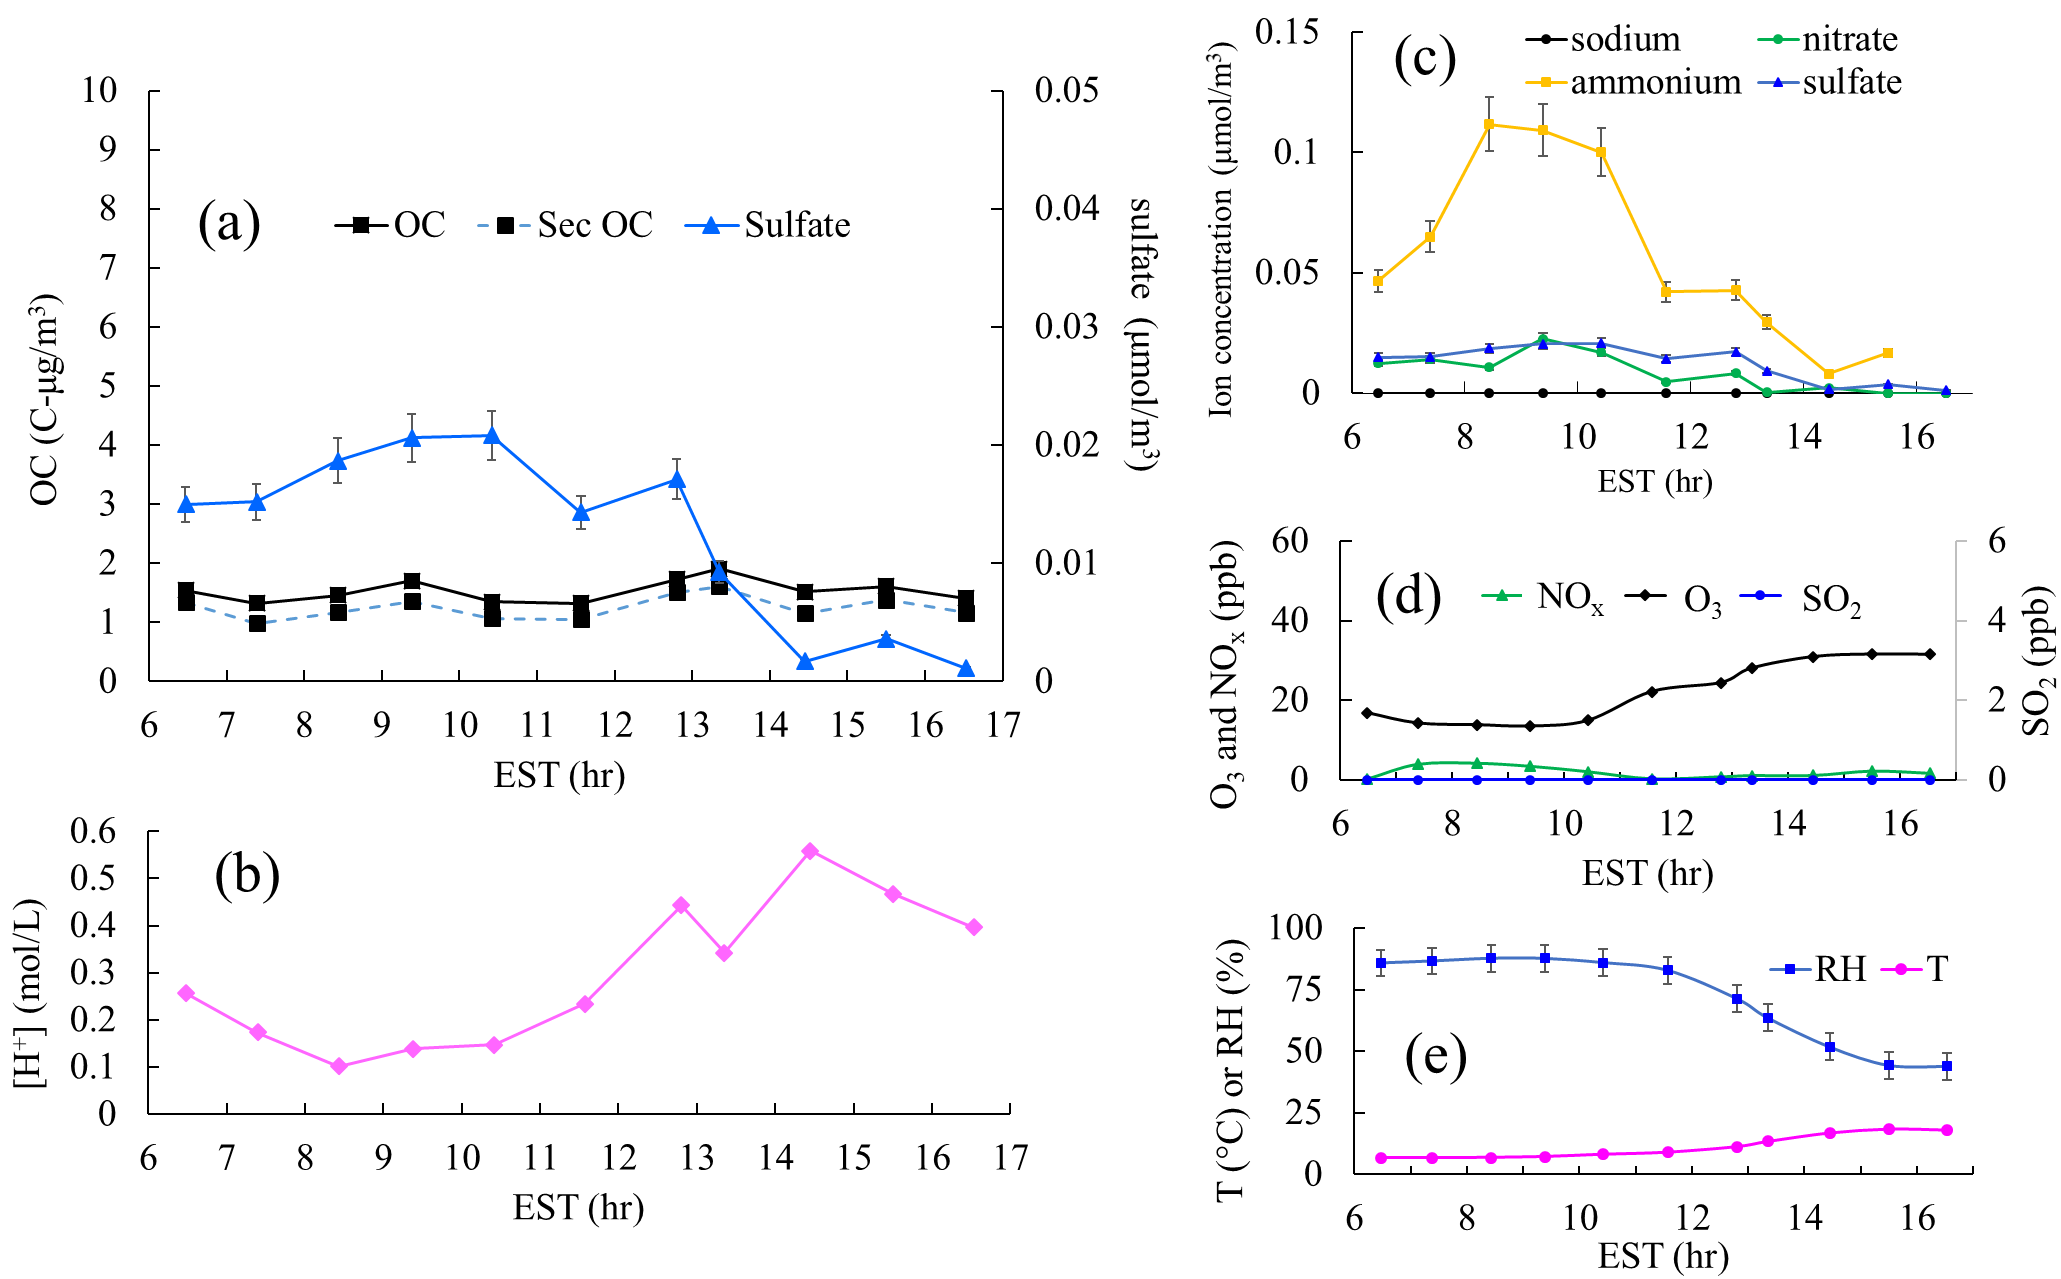 (a)
OC
Sec OC
Sulfate
10
9
8
7
6
5
4
3
2
1
0
OC (C-μg/m³)
0.05
0.04
0.03
0.02
0.01
0
sulfate (μmol/m³)
6 7 8 9 10 11 12 13 14 15 16 17
EST (hr)
(b)
0.6
0.5
0.4
0.3
0.2
0.1
0
[H⁺] (mol/L)
6 7 8 9 10 11 12 13 14 15 16 17
EST (hr)
(c)
sodium
nitrate
ammonium
sulfate
0.15
0.1
0.05
0
Ion concentration (μmol/m³)
6 8 10 12 14 16
EST (hr)
(d)
NOₓ
O₃
SO₂
60
40
20
0
O₃ and NOₓ (ppb)
6
4
2
0
SO₂ (ppb)
6 8 10 12 14 16
EST (hr)
(e)
RH
T
100
75
50
25
0
T (°C) or RH (%)
6 8 10 12 14 16
EST (hr)